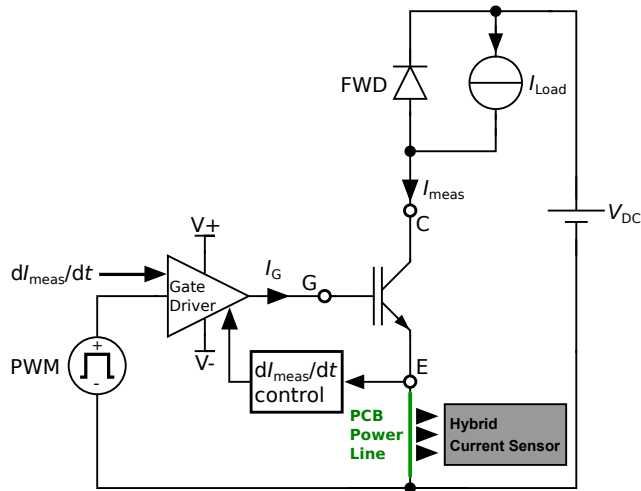 FWD
I_Load
I_meas
C
V_DC
V+
dI_meas/dt
Gate
Driver
I_G
G
V-
PWM
+
-
dI_meas/dt
control
E
PCB
Power
Line
Hybrid
Current Sensor